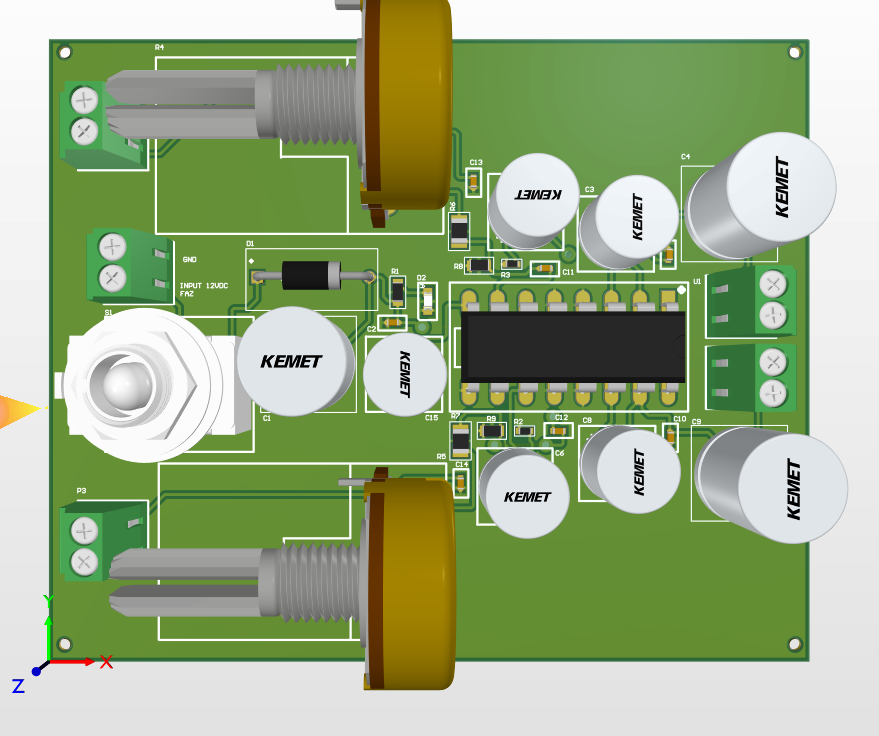 R4
C13
C4
KEMET
KEMET
C3
KEMET
R6
GND
D1
R8
R3
C11
INPUT 12VDC
FAZ
R1
D2
U1
S1
C2
KEMET
KEMET
C1
C15
R7
R9
R2
C12
C8
C10
C9
R5
C14
C6
KEMET
KEMET
KEMET
P3
Y
X
Z